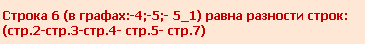 Строка 6 (в графах:-4;-5;- 5_1) равна разности строк:
(стр.2-стр.3-стр.4- стр.5- стр.7)